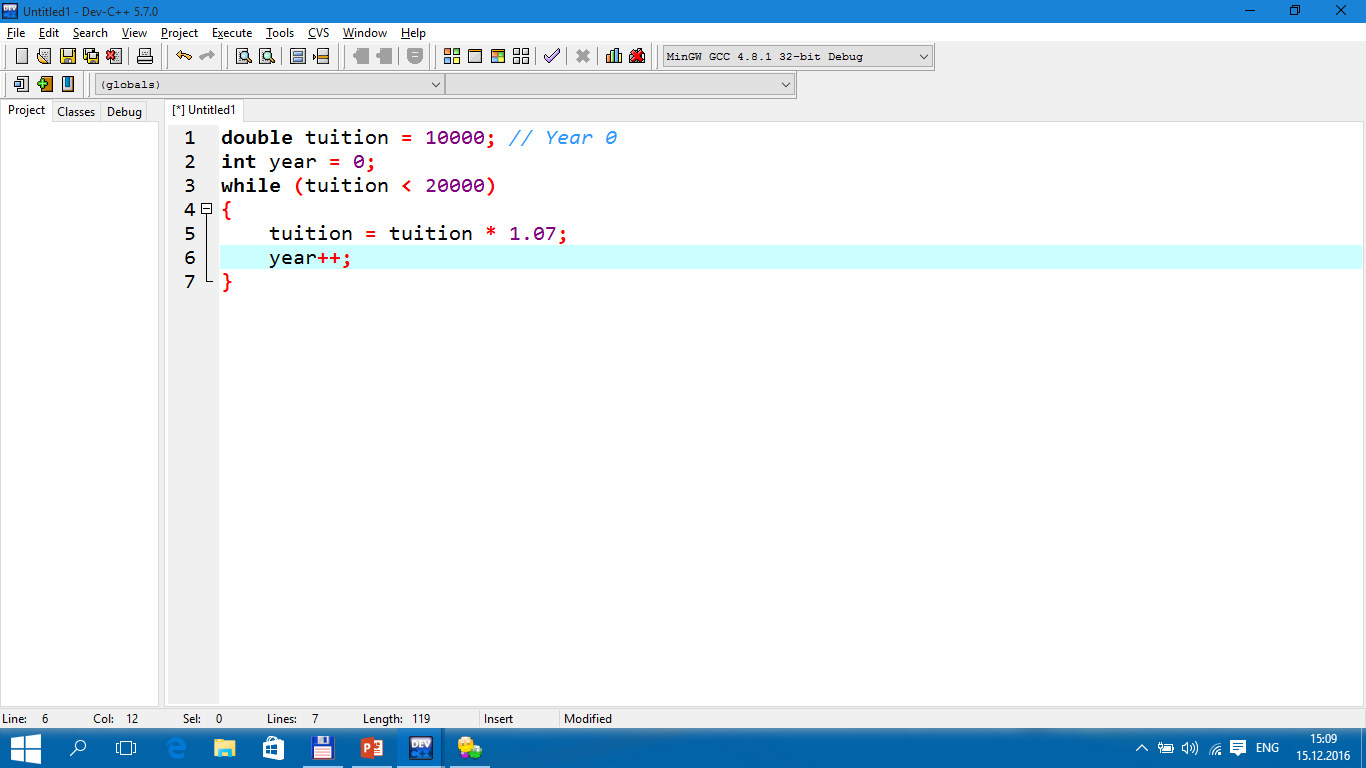 Untitled1 - Dev-C++ 5.7.0
File Edit Search View Project Execute Tools CVS Window Help
MinGW GCC 4.8.1 32-bit Debug
(globals)
Project Classes Debug [*] Untitled1
1 double tuition = 10000; // Year 0
2 int year = 0;
3 while (tuition < 20000)
4 {
5 tuition = tuition * 1.07;
6 year++;
7 }
Line: 6 Col: 12 Sel: 0 Lines: 7 Length: 119 Insert Modified
DEV C++
ENG
15:09
15.12.2016